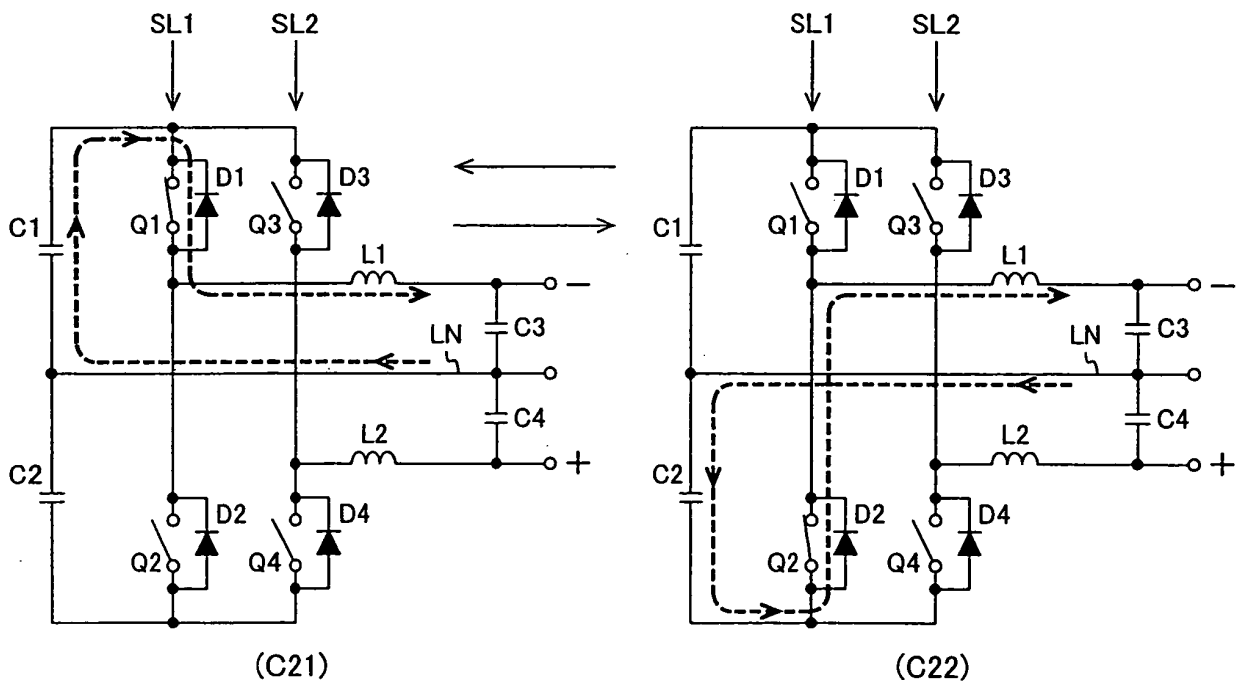 SL1 SL2 SL1 SL2
D1 D3 D1 D3
C1 Q1 Q3 C1 Q1 Q3
L1 L1
− −
LN C3 LN C3
C4 C4
L2 L2
C2 + C2 +
D2 D4 D2 D4
Q2 Q4 Q2 Q4
(C21) (C22)